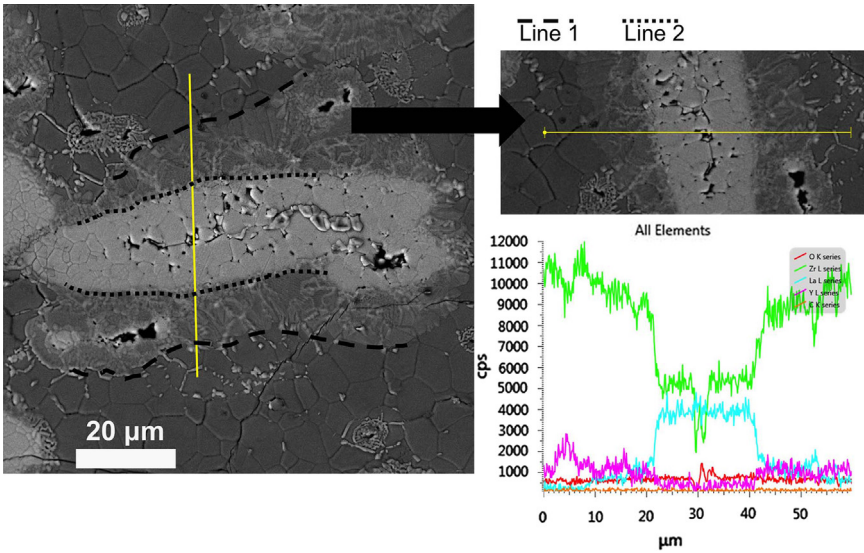 Line 1
Line 2
20 µm
All Elements
O K series
Zr L series
La L series
Y L series
C K series
cps
12000
11000
10000
9000
8000
7000
6000
5000
4000
3000
2000
1000
0
10
20
30
40
50
µm